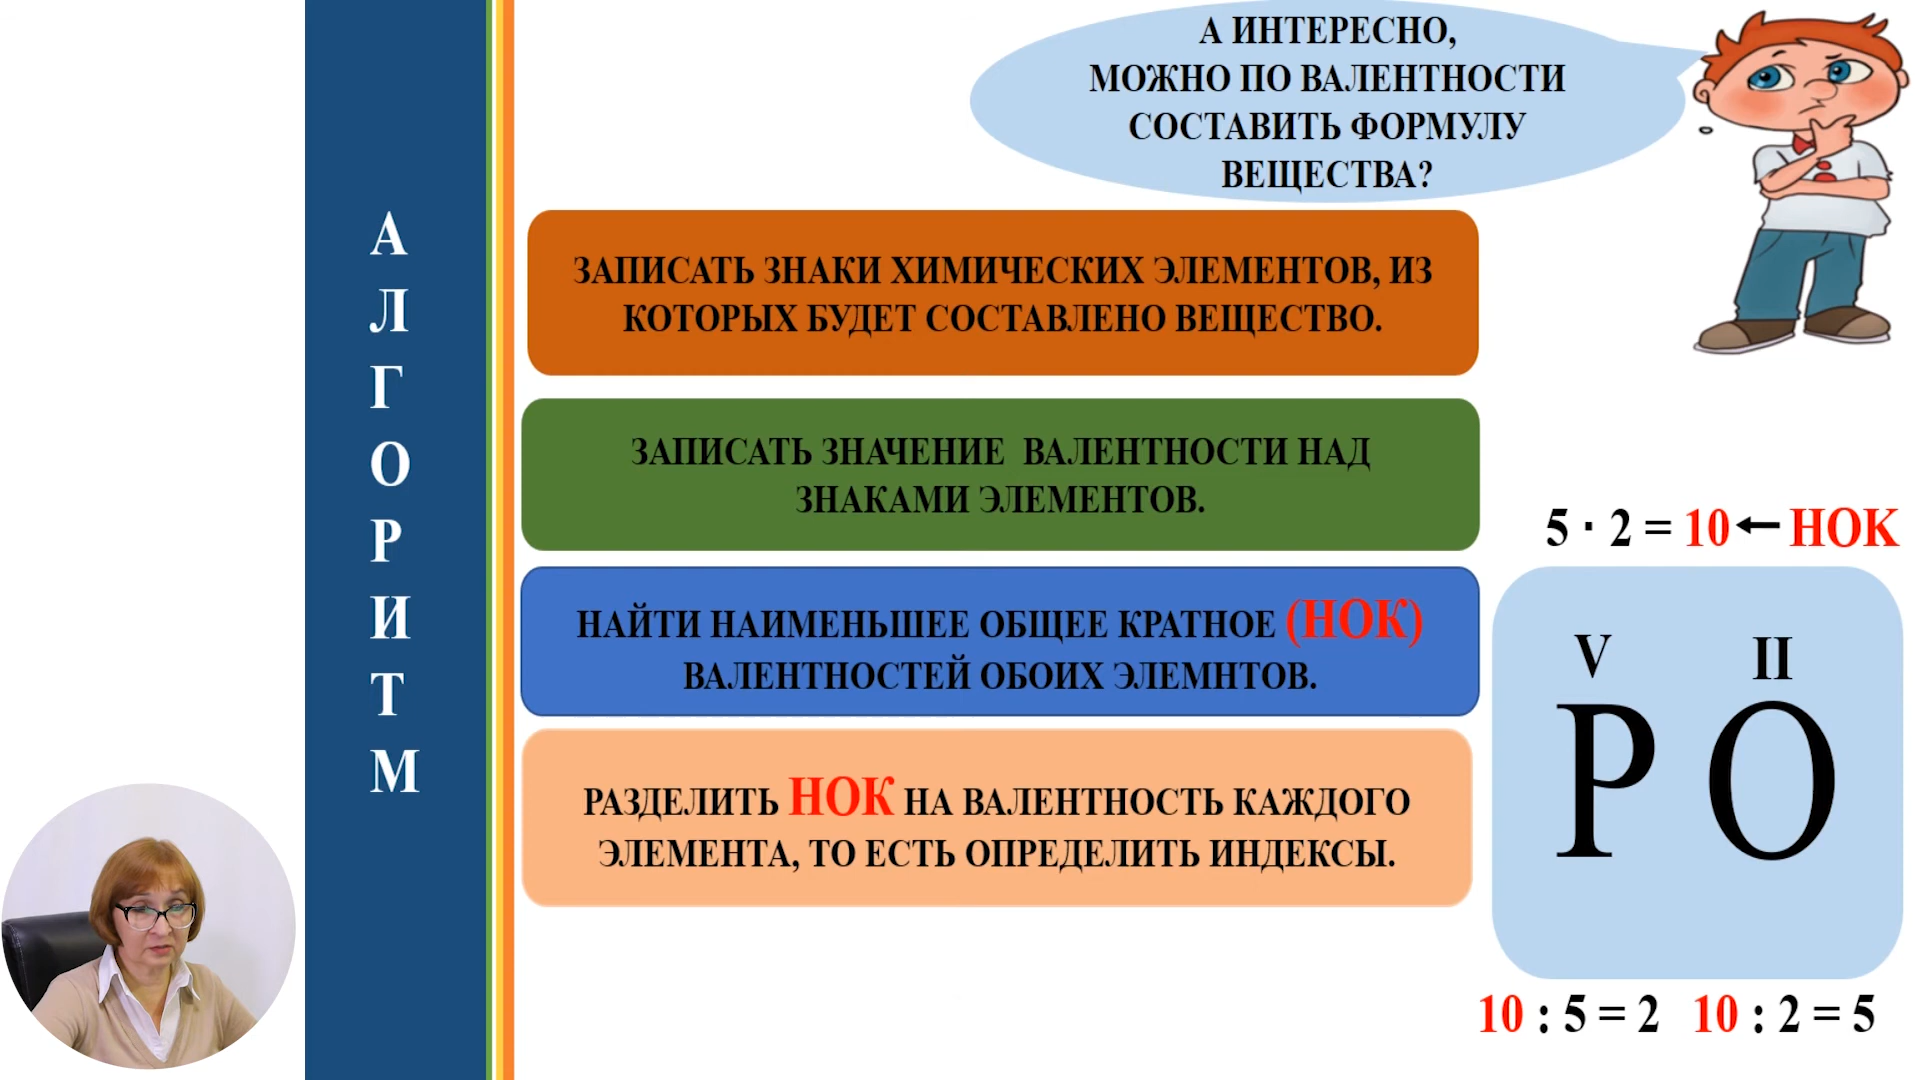 А ИНТЕРЕСНО,
МОЖНО ПО ВАЛЕНТНОСТИ
СОСТАВИТЬ ФОРМУЛУ
ВЕЩЕСТВА?
А
Л
Г
О
Р
И
Т
М
ЗАПИСАТЬ ЗНАКИ ХИМИЧЕСКИХ ЭЛЕМЕНТОВ, ИЗ
КОТОРЫХ БУДЕТ СОСТАВЛЕНО ВЕЩЕСТВО.
ЗАПИСАТЬ ЗНАЧЕНИЕ ВАЛЕНТНОСТИ НАД
ЗНАКАМИ ЭЛЕМЕНТОВ.
НАЙТИ НАИМЕНЬШЕЕ ОБЩЕЕ КРАТНОЕ (НОК)
ВАЛЕНТНОСТЕЙ ОБОИХ ЭЛЕМНТОВ.
РАЗДЕЛИТЬ НОК НА ВАЛЕНТНОСТЬ КАЖДОГО
ЭЛЕМЕНТА, ТО ЕСТЬ ОПРЕДЕЛИТЬ ИНДЕКСЫ.
5 · 2 = 10 ← НОК
V II
P O
10 : 5 = 2 10 : 2 = 5